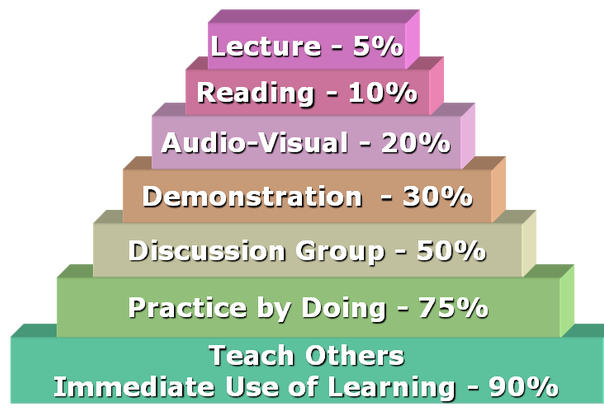 Lecture - 5%
Reading - 10%
Audio-Visual - 20%
Demonstration - 30%
Discussion Group - 50%
Practice by Doing - 75%
Teach Others
Immediate Use of Learning - 90%